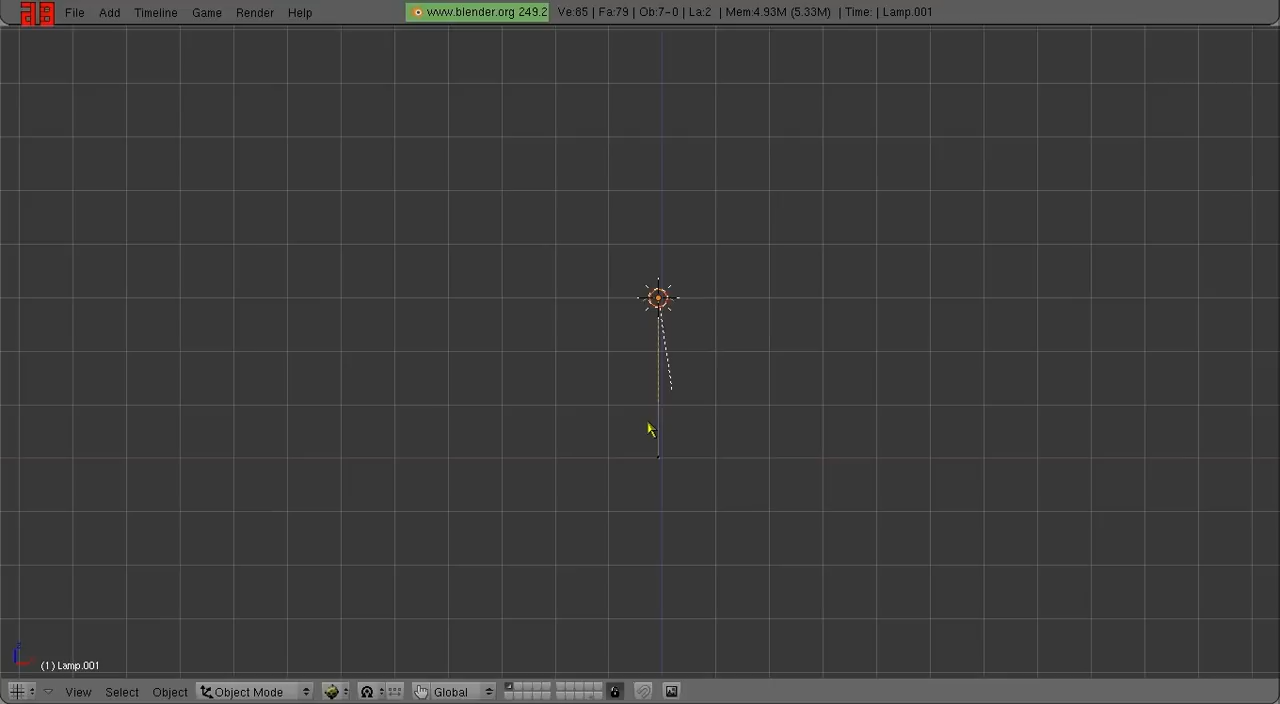 File Add Timeline Game Render Help www.blender.org 249.2 Ve:65 | Fa:79 | Ob:7-0 | La:2 | Mem:4.93M (5.33M) | Time: | Lamp.001
(1) Lamp.001
View Select Object Object Mode Global